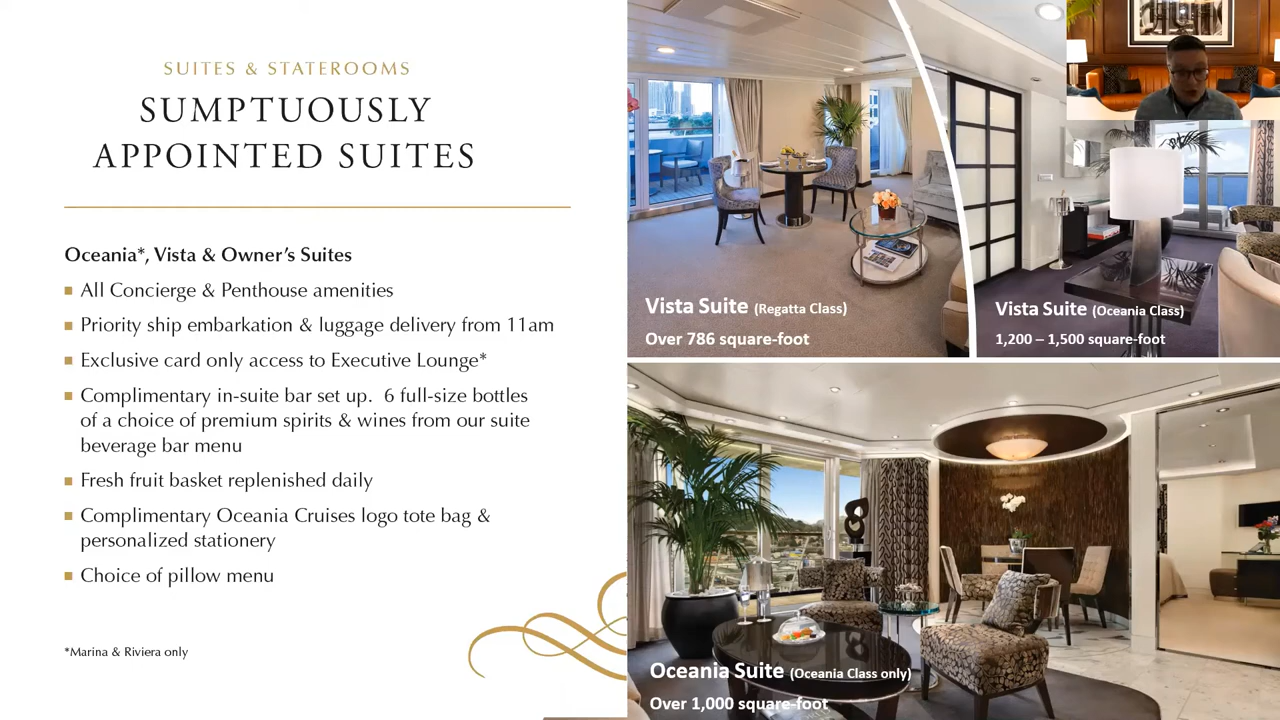 SUITES & STATEROOMS
SUMPTUOUSLY
APPOINTED SUITES
Oceania*, Vista & Owner’s Suites
All Concierge & Penthouse amenities
Priority ship embarkation & luggage delivery from 11am
Exclusive card only access to Executive Lounge*
Complimentary in-suite bar set up.  6 full-size bottles
of a choice of premium spirits & wines from our suite
beverage bar menu
Fresh fruit basket replenished daily
Complimentary Oceania Cruises logo tote bag &
personalized stationery
Choice of pillow menu
*Marina & Riviera only
Vista Suite (Regatta Class)
Over 786 square-foot
Vista Suite (Oceania Class)
1,200 – 1,500 square-foot
Oceania Suite (Oceania Class only)
Over 1,000 square-foot